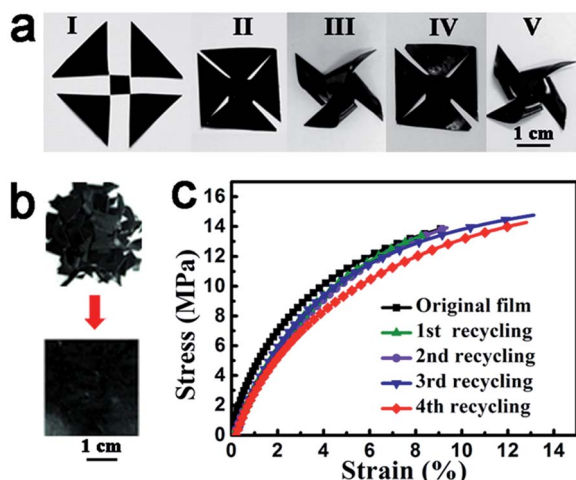 a
I II III IV V
1 cm
b
1 cm
c
16
14
12
10
8
6
4
2
0
Stress (MPa)
Original film
1st recycling
2nd recycling
3rd recycling
4th recycling
0 2 4 6 8 10 12 14
Strain (%)